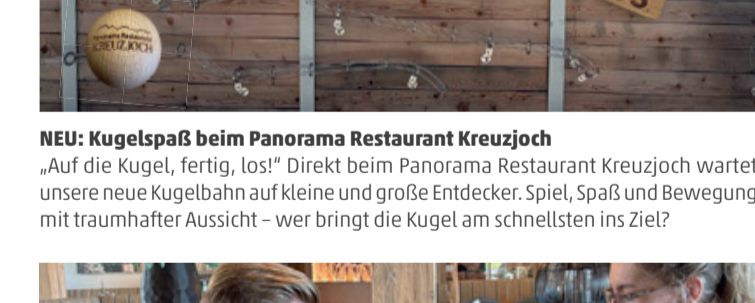 Panorama Restaurant
KREUZJOCH
NEU: Kugelspaß beim Panorama Restaurant Kreuzjoch
„Auf die Kugel, fertig, los!“ Direkt beim Panorama Restaurant Kreuzjoch wartet
unsere neue Kugelbahn auf kleine und große Entdecker. Spiel, Spaß und Bewegung
mit traumhafter Aussicht – wer bringt die Kugel am schnellsten ins Ziel?